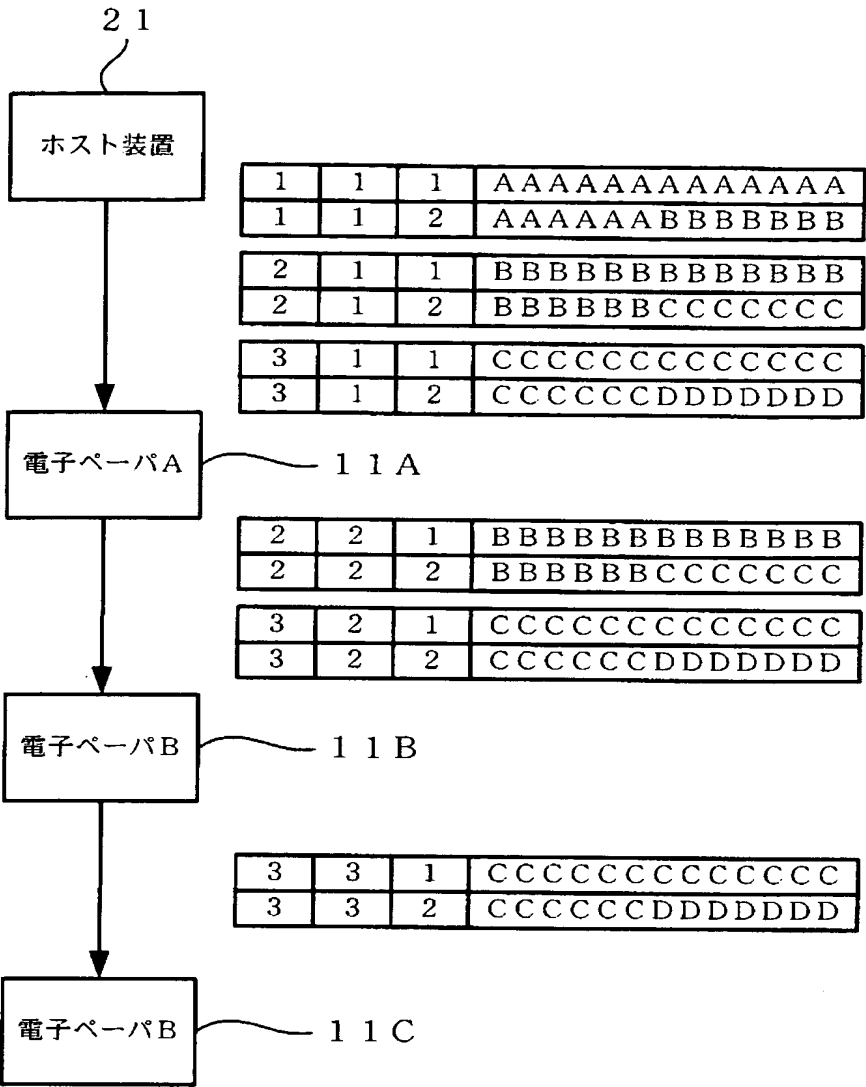 ２１
ホスト装置
1 1 1 AAAAAAAAAAAAA
1 1 2 AAAAAABBBBBBB
2 1 1 BBBBBBBBBBBBB
2 1 2 BBBBBBCCCCCCC
3 1 1 CCCCCCCCCCCCC
3 1 2 CCCCCCDDDDDDD
電子ペーパA
１１A
2 2 1 BBBBBBBBBBBBB
2 2 2 BBBBBBCCCCCCC
3 2 1 CCCCCCCCCCCCC
3 2 2 CCCCCCDDDDDDD
電子ペーパB
１１B
3 3 1 CCCCCCCCCCCCC
3 3 2 CCCCCCDDDDDDD
電子ペーパB
１１C